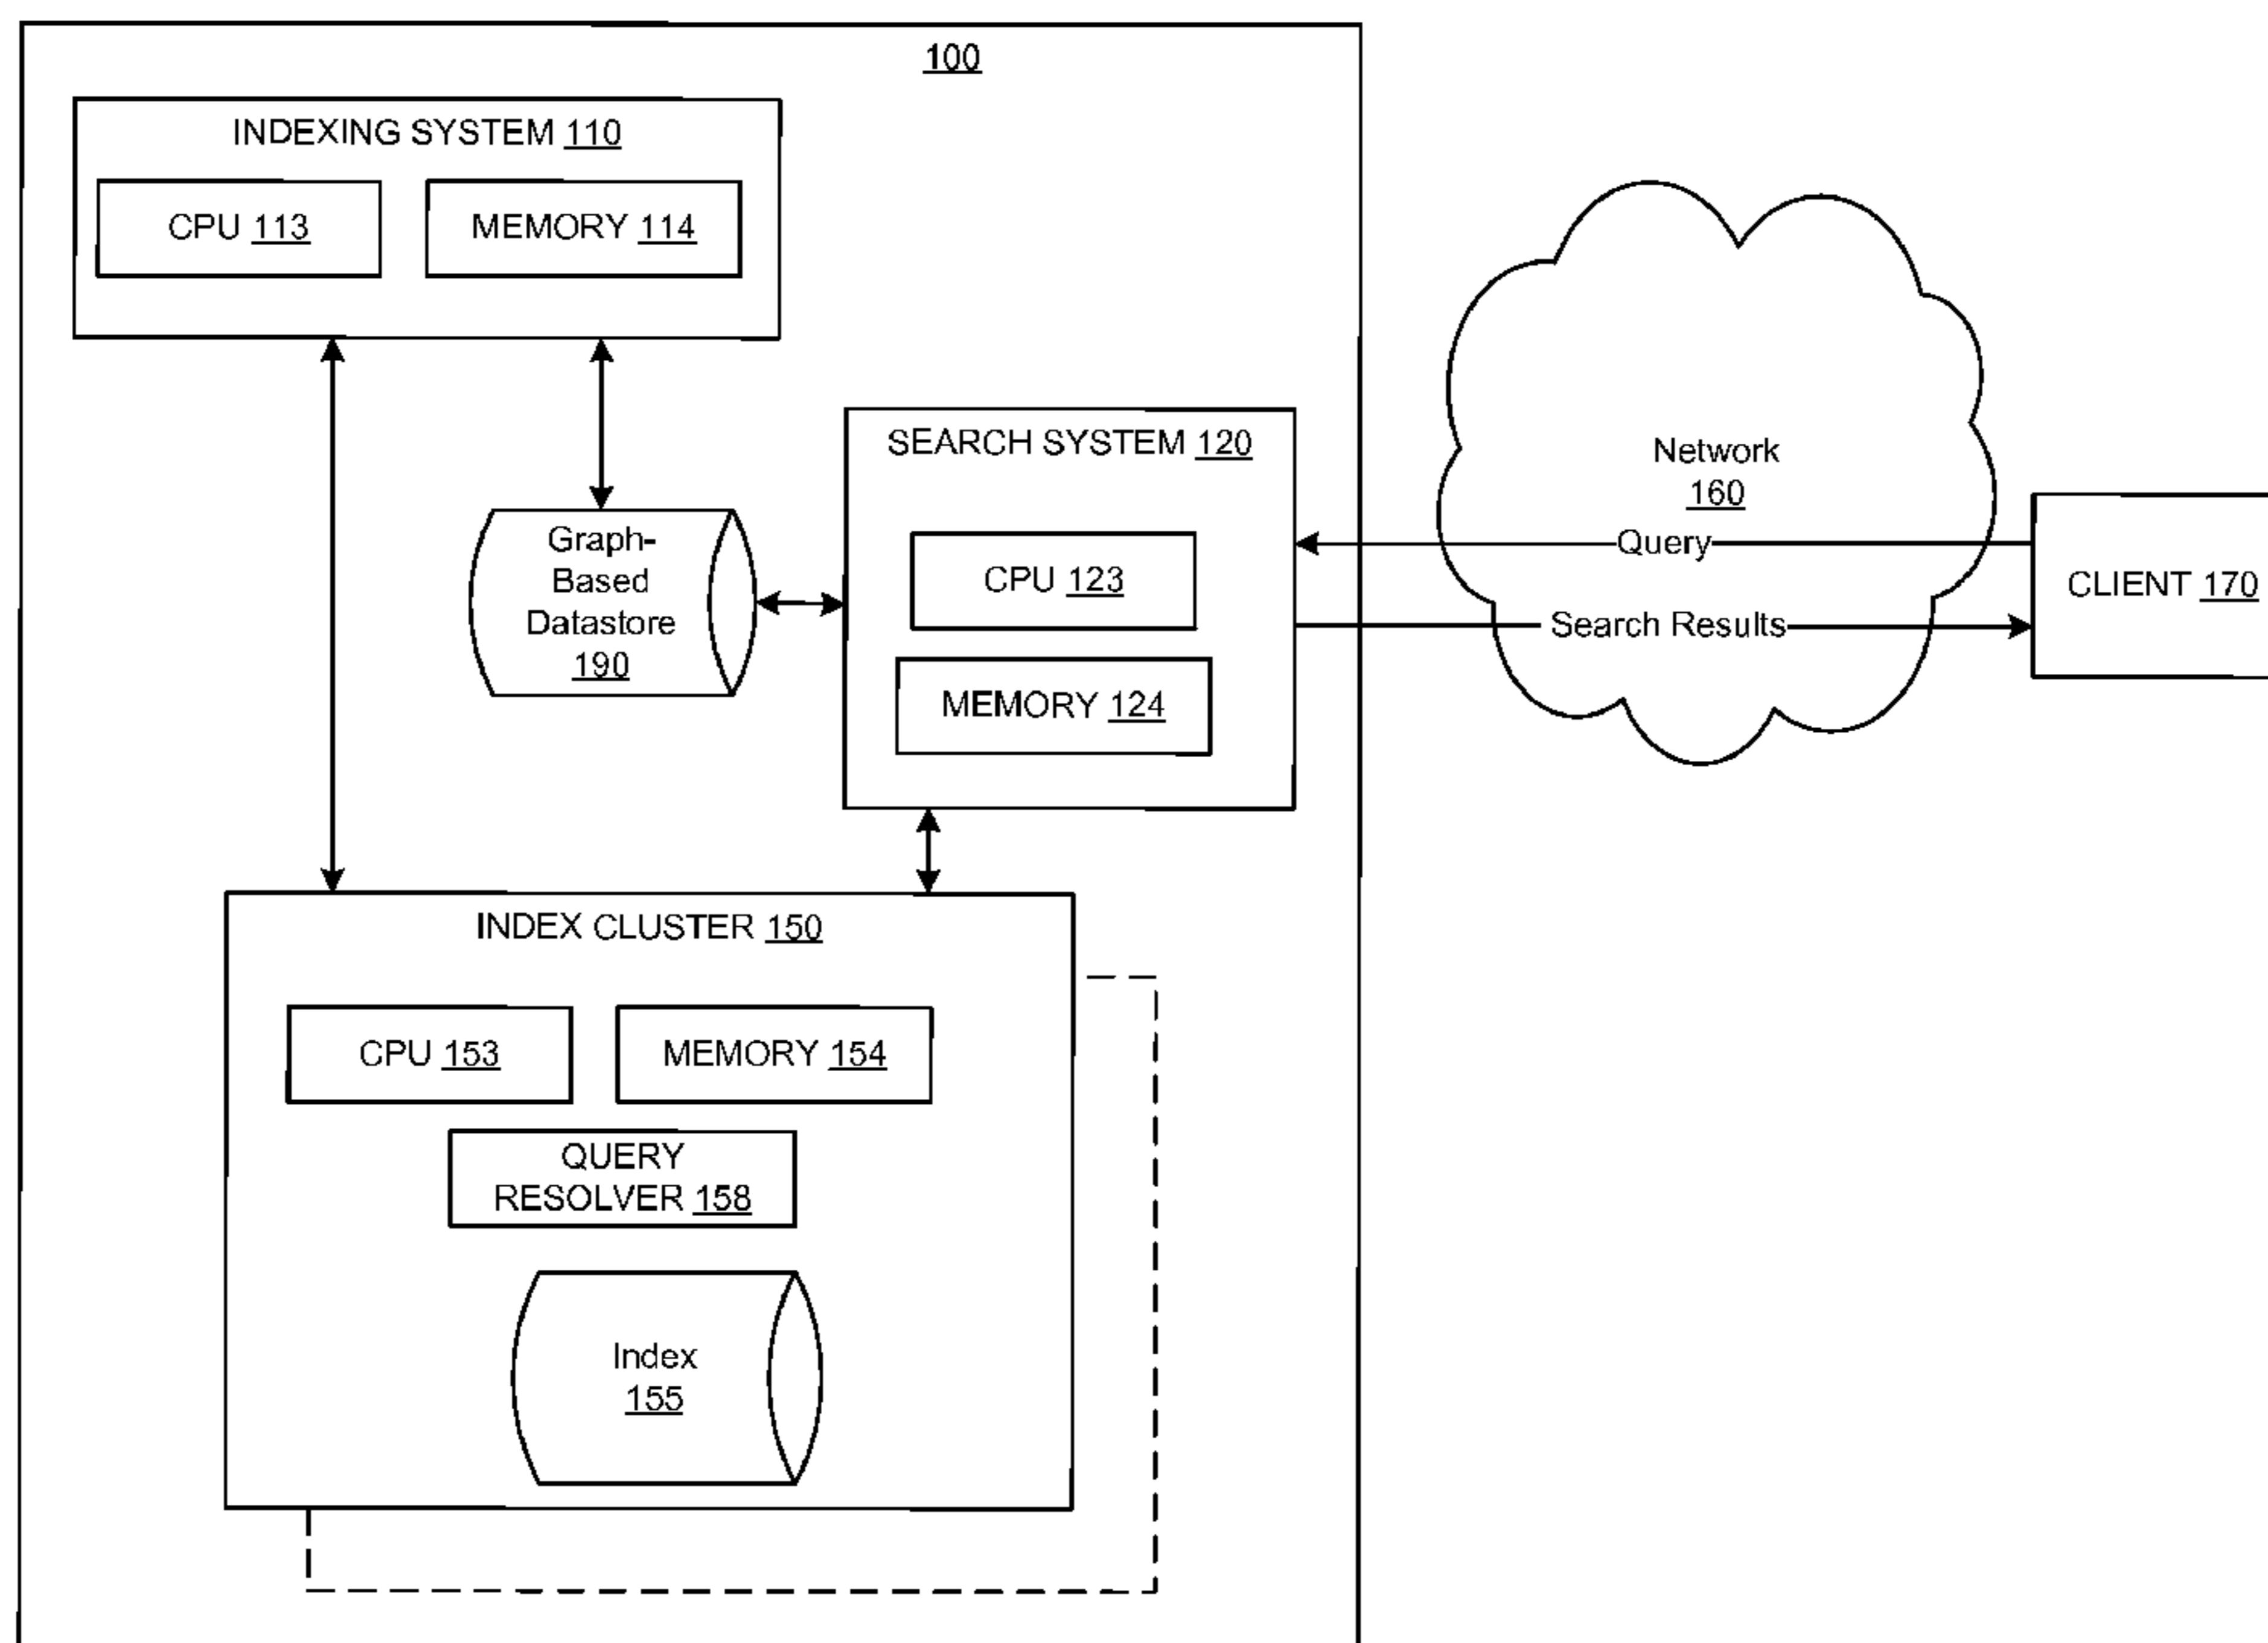 100
INDEXING SYSTEM 110
CPU 113
MEMORY 114
Graph-
Based
Datastore
190
SEARCH SYSTEM 120
CPU 123
MEMORY 124
Network
160
Query
Search Results
CLIENT 170
INDEX CLUSTER 150
CPU 153
MEMORY 154
QUERY
RESOLVER 158
Index
155